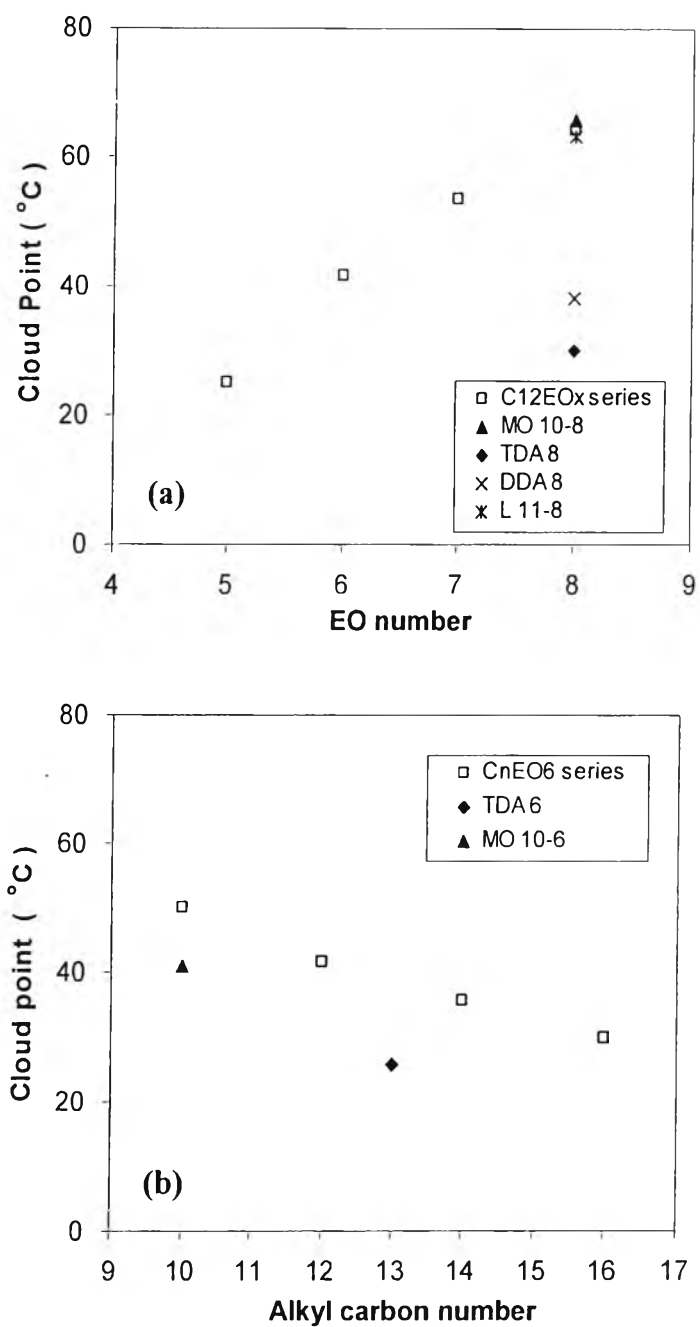 80
60
40
20
0
Cloud Point ( °C )
C12EOx series
MO 10-8
TDA 8
DDA 8
L 11-8
(a)
4 5 6 7 8 9
EO number
80
60
40
20
0
Cloud point ( °C )
CnEO6 series
TDA 6
MO 10-6
(b)
9 10 11 12 13 14 15 16 17
Alkyl carbon number